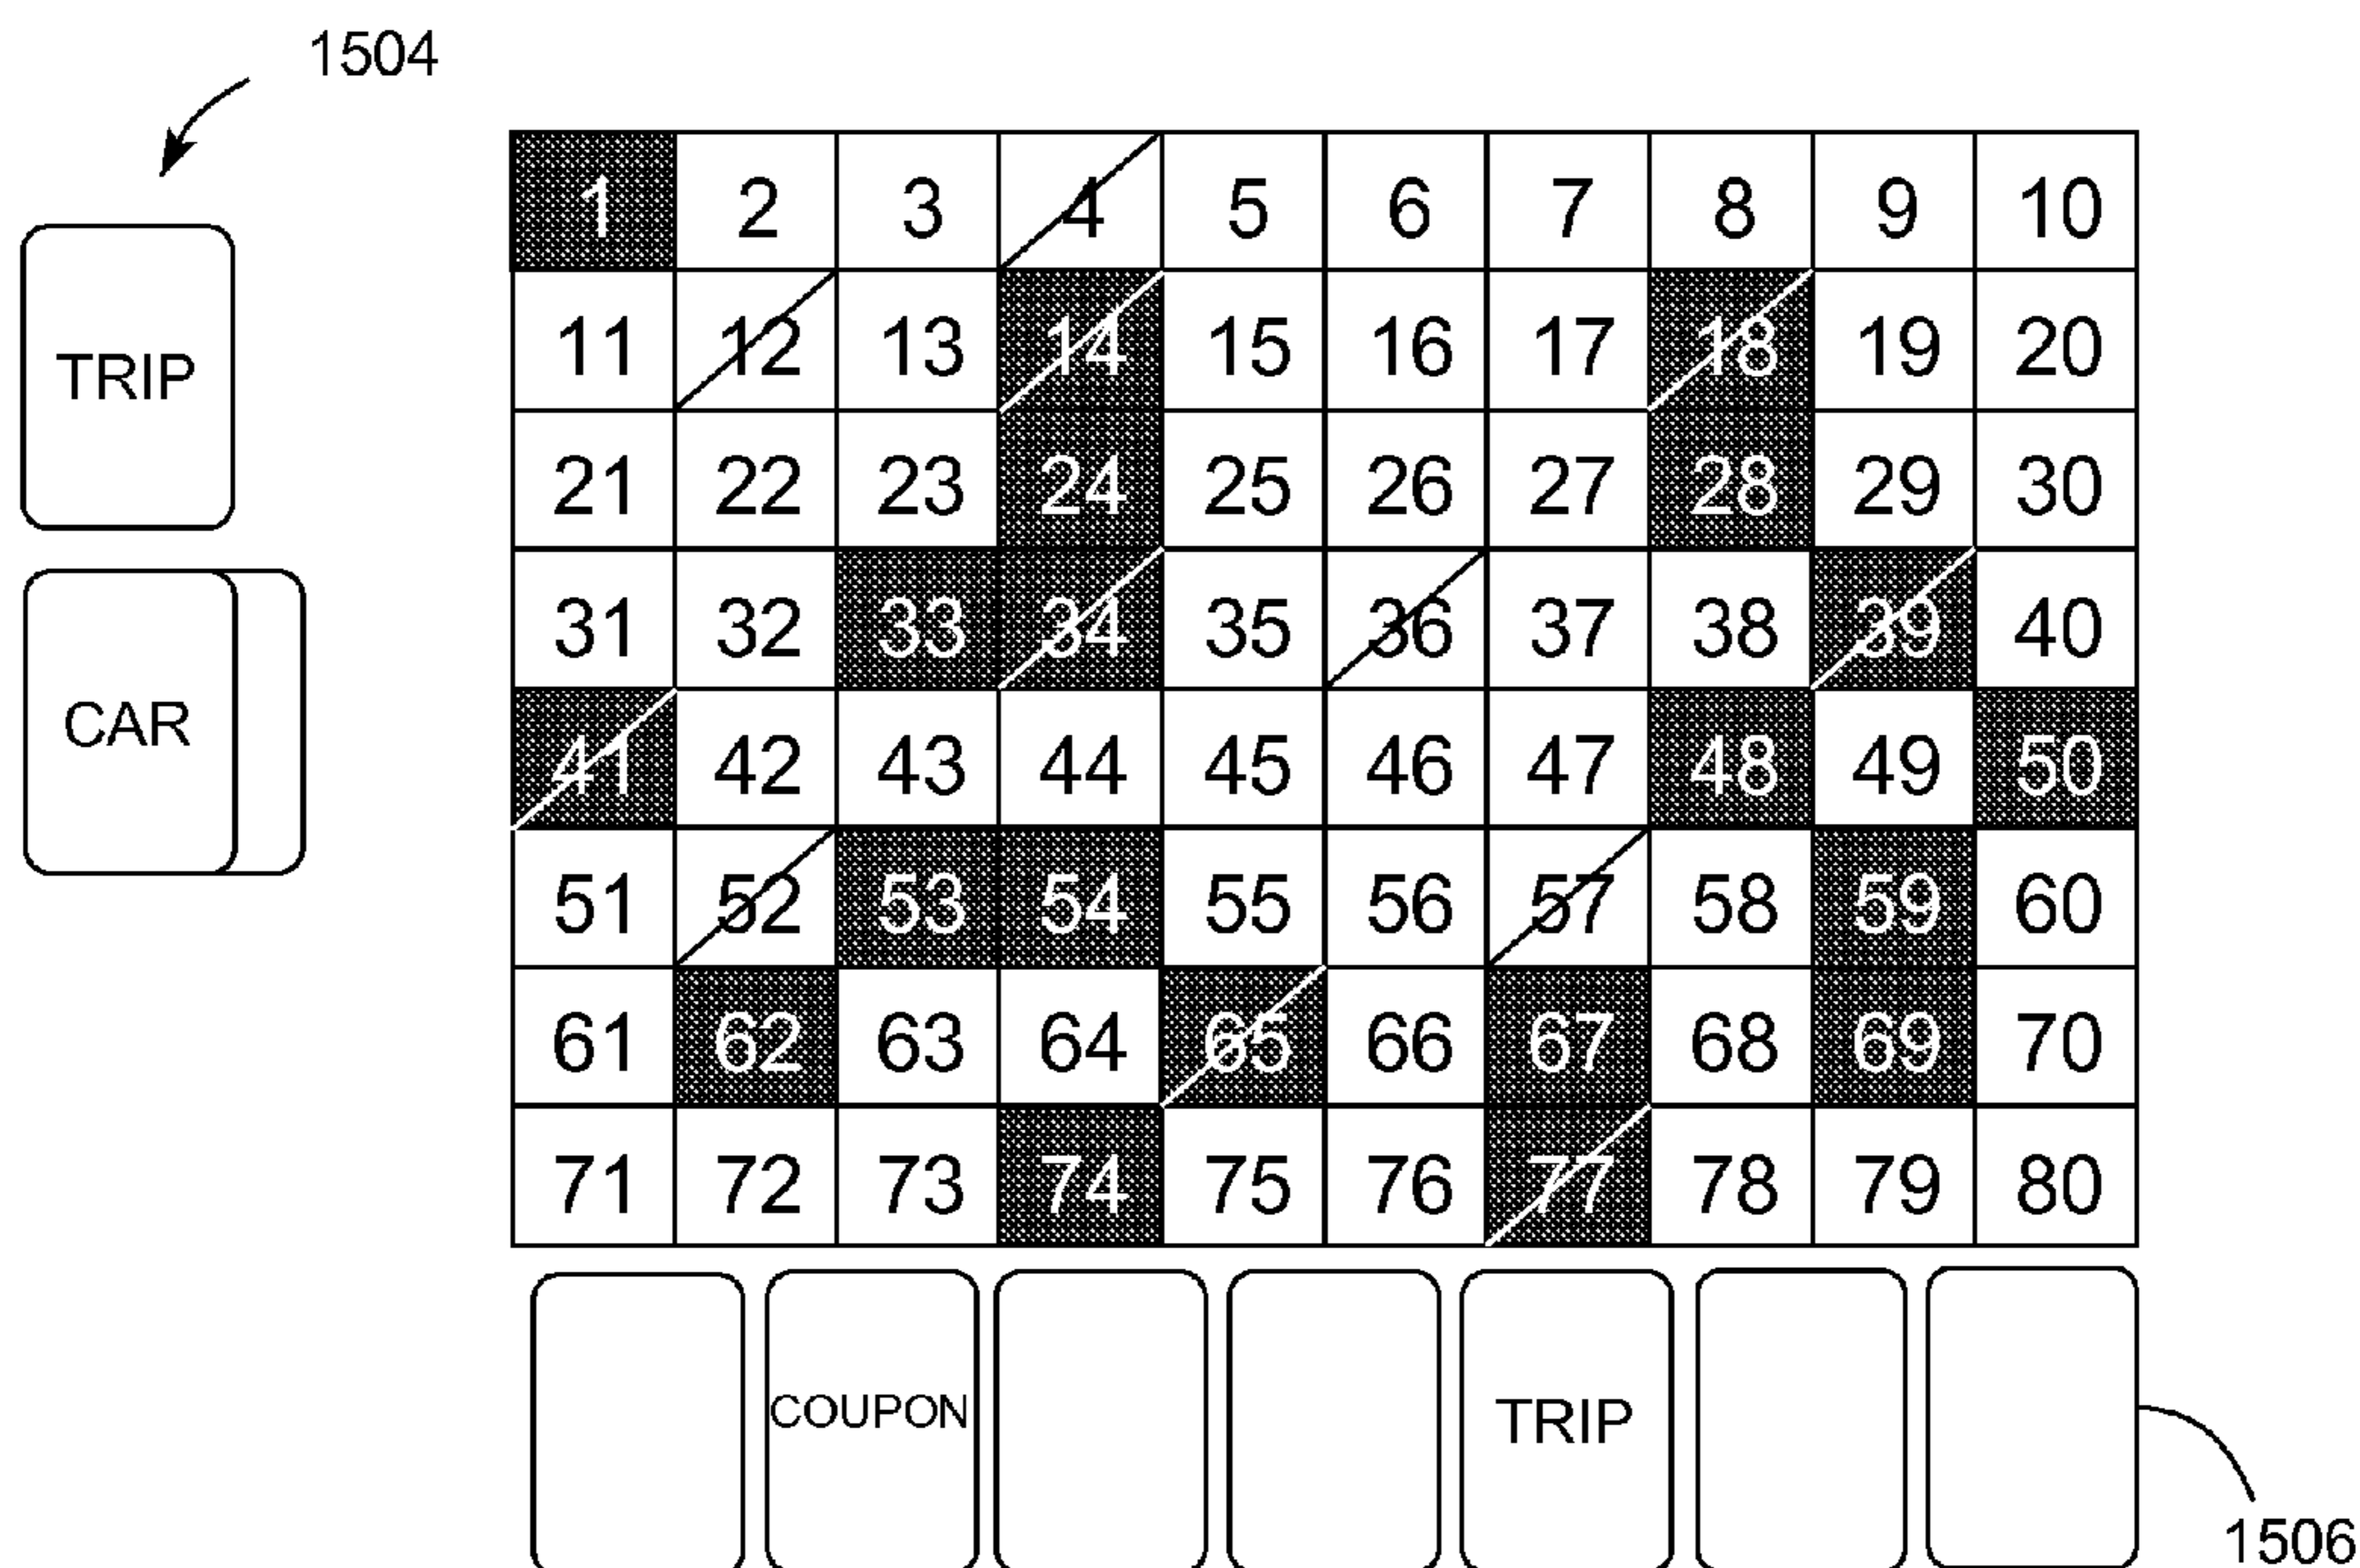 1504
1 2 3 4 5 6 7 8 9 10
11 12 13 14 15 16 17 18 19 20
TRIP
21 22 23 24 25 26 27 28 29 30
31 32 33 34 35 36 37 38 39 40
CAR
41 42 43 44 45 46 47 48 49 50
51 52 53 54 55 56 57 58 59 60
61 62 63 64 65 66 67 68 69 70
71 72 73 74 75 76 77 78 79 80
COUPON
TRIP
1506